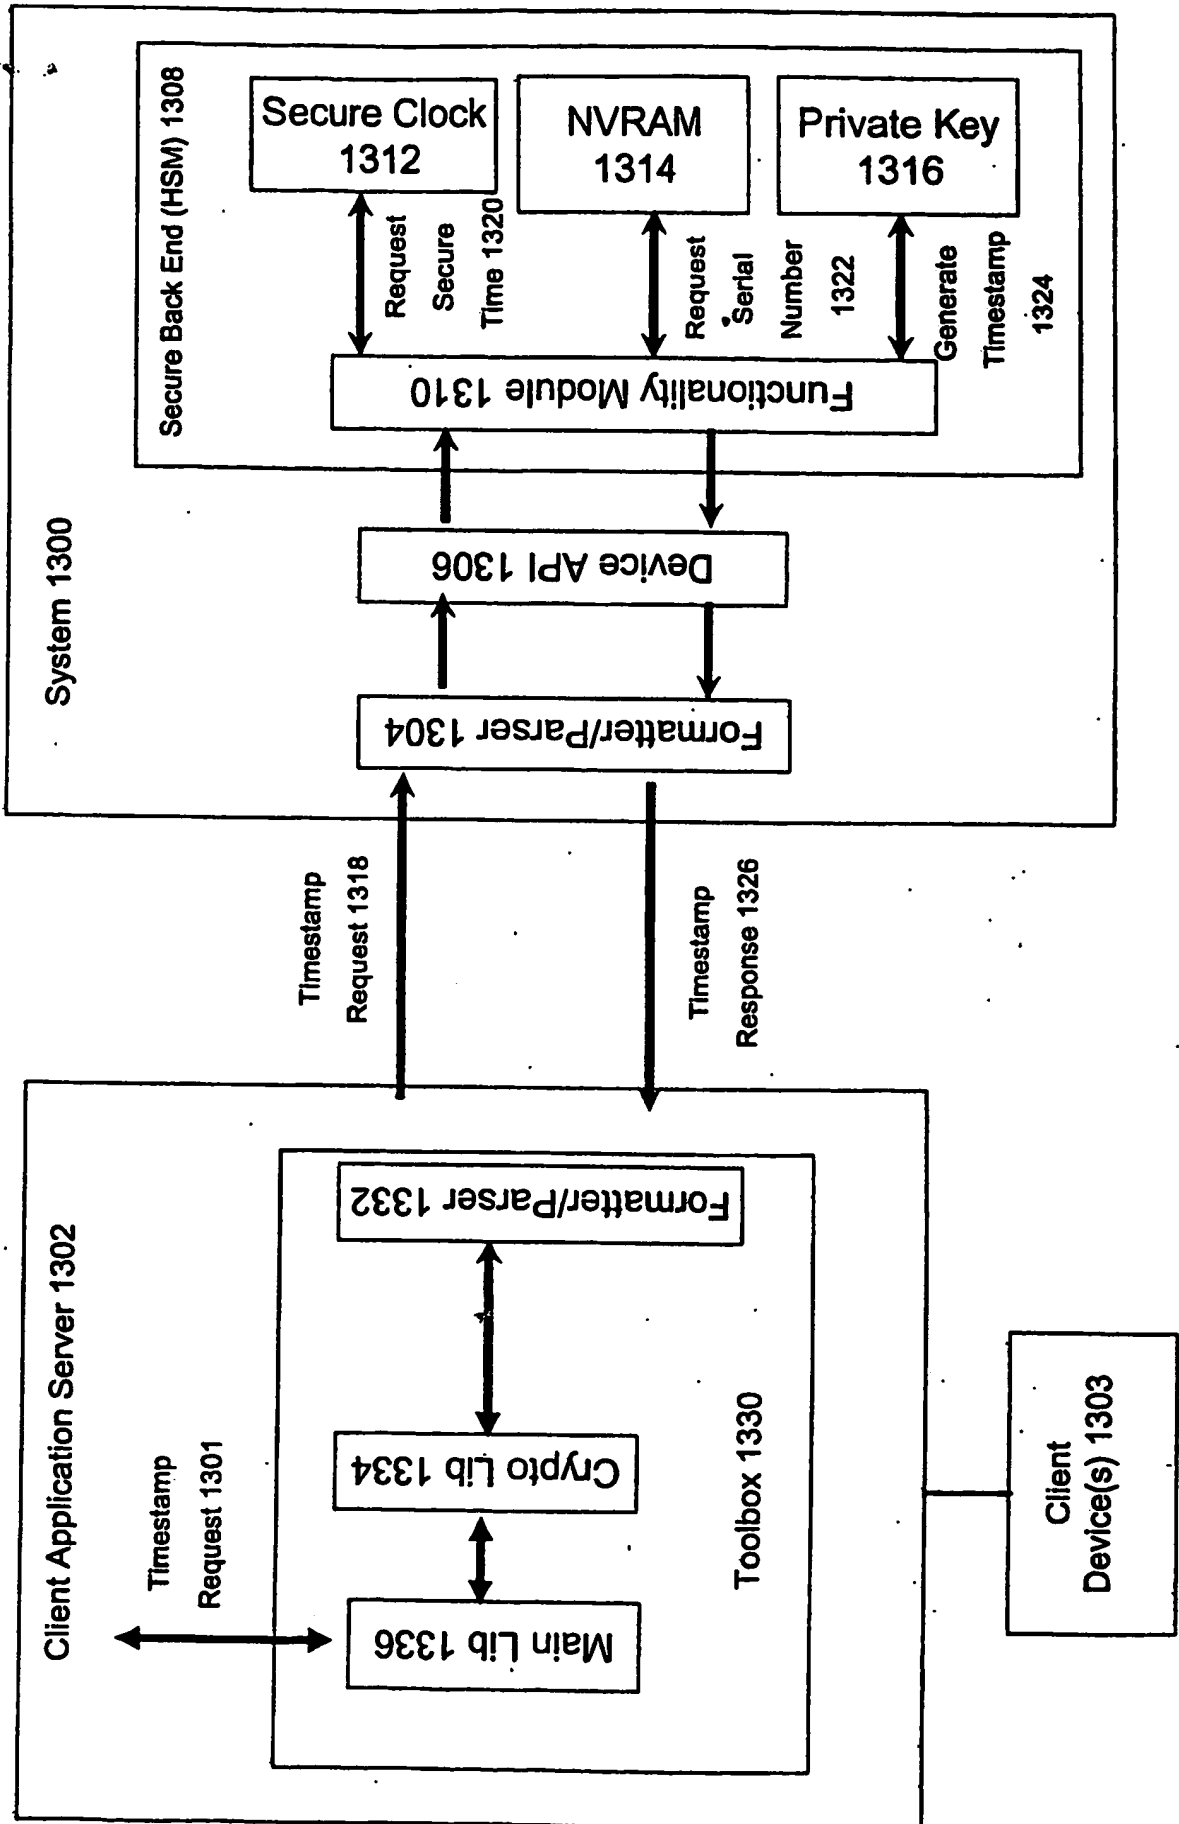 Client Application Server 1302
Timestamp
Request 1301
Main Lib 1336
Crypto Lib 1334
Formatter/Parser 1332
Toolbox 1330
Client
Device(s) 1303
Timestamp
Request 1318
Timestamp
Response 1326
System 1300
Formatter/Parser 1304
Device API 1306
Secure Back End (HSM) 1308
Functionality Module 1310
Request
Secure
Time 1320
Request
Serial
Number
1322
Generate
Timestamp
1324
Secure Clock
1312
NVRAM
1314
Private Key
1316